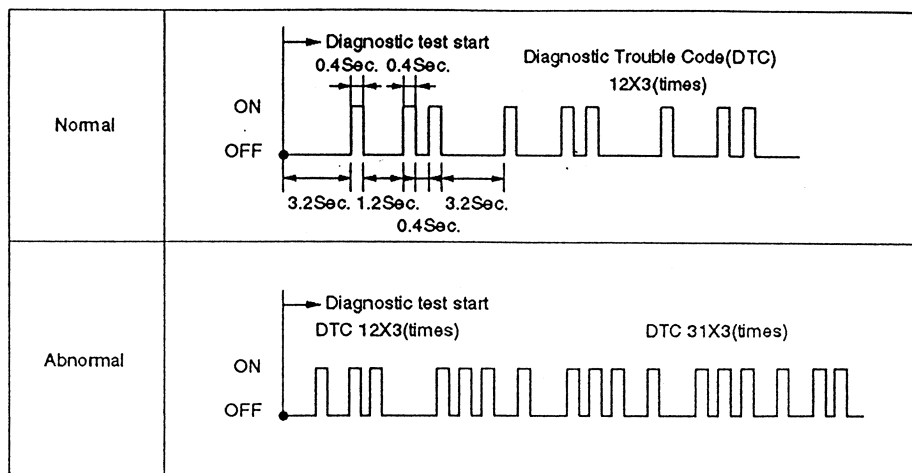 Normal
Diagnostic test start
0.4Sec. 0.4Sec.
Diagnostic Trouble Code(DTC)
12X3(times)
ON
OFF
3.2Sec. 1.2Sec. 3.2Sec.
0.4Sec.
Abnormal
Diagnostic test start
DTC 12X3(times) DTC 31X3(times)
ON
OFF